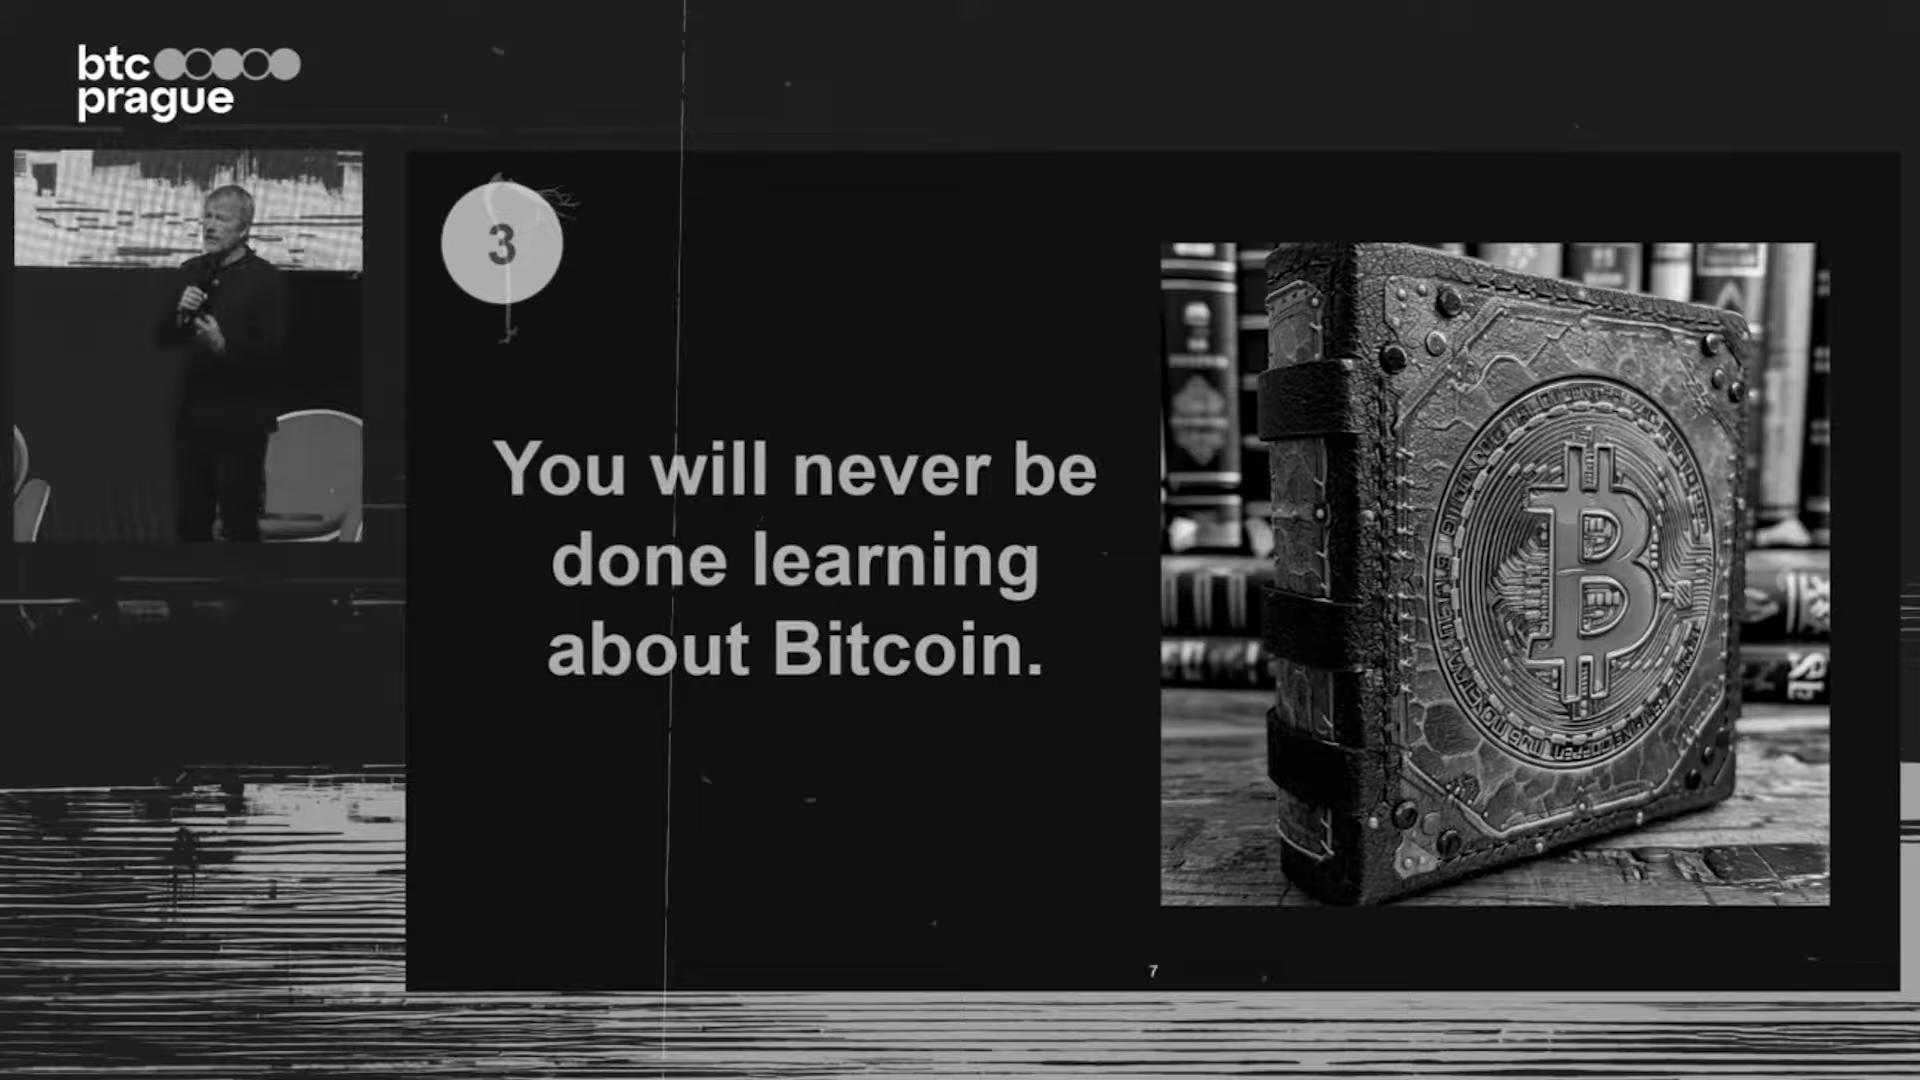 btc
prague
3
You will never be
done learning
about Bitcoin.
7